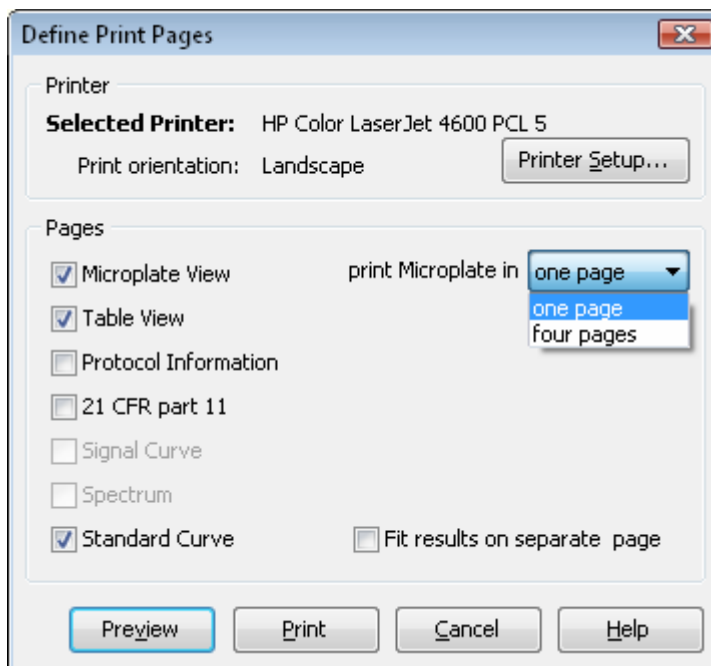 Define Print Pages
Printer
Selected Printer: HP Color LaserJet 4600 PCL 5
Print orientation: Landscape
Printer Setup...
Pages
Microplate View
print Microplate in one page
one page
four pages
Table View
Protocol Information
21 CFR part 11
Signal Curve
Spectrum
Standard Curve
Fit results on separate page
Preview
Print
Cancel
Help